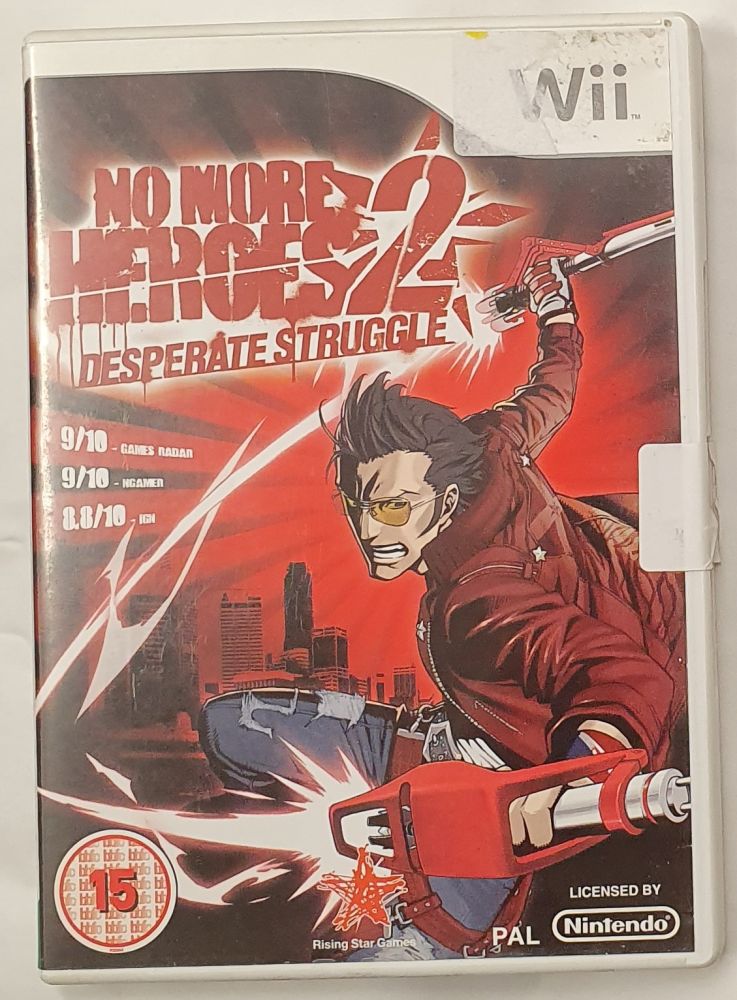 Wii
TM
NO MORE
HEROES 2
DESPERATE STRUGGLE
9/10 - GAMES RADAR
9/10 - NGAMER
8.8/10 - IGN
15
Rising Star Games
PAL
LICENSED BY
Nintendo